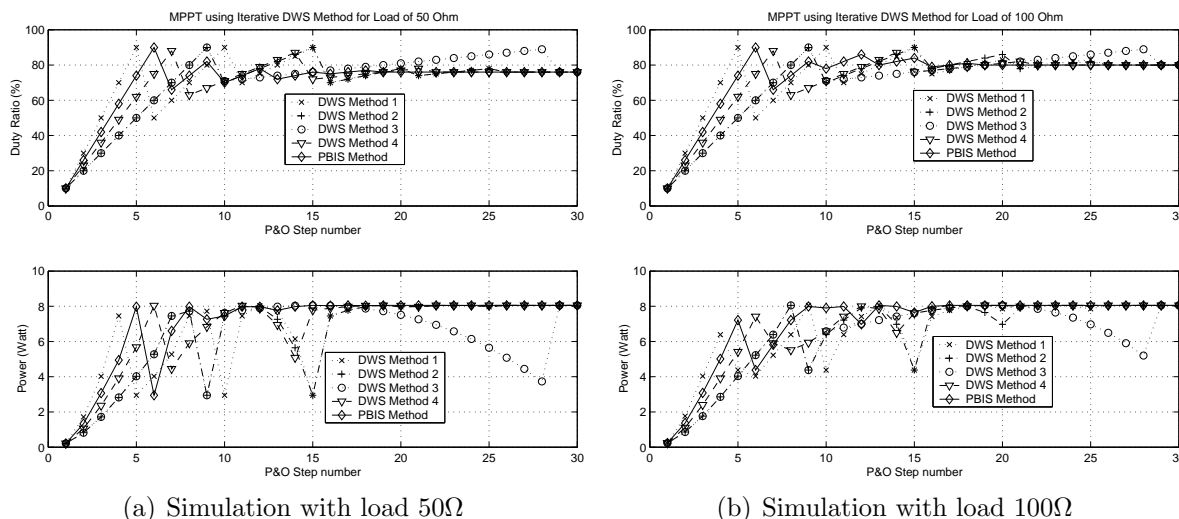 MPPT using Iterative DWS Method for Load of 50 Ohm
100
80
60
40
20
0
Duty Ratio (%)
DWS Method 1
DWS Method 2
DWS Method 3
DWS Method 4
PBIS Method
0 5 10 15 20 25 30
P&O Step number
10
8
6
4
2
0
Power (Watt)
DWS Method 1
DWS Method 2
DWS Method 3
DWS Method 4
PBIS Method
0 5 10 15 20 25 30
P&O Step number
(a) Simulation with load 50Ω
MPPT using Iterative DWS Method for Load of 100 Ohm
100
80
60
40
20
0
Duty Ratio (%)
DWS Method 1
DWS Method 2
DWS Method 3
DWS Method 4
PBIS Method
0 5 10 15 20 25 30
P&O Step number
10
8
6
4
2
0
Power (Watt)
DWS Method 1
DWS Method 2
DWS Method 3
DWS Method 4
PBIS Method
0 5 10 15 20 25 30
P&O Step number
(b) Simulation with load 100Ω